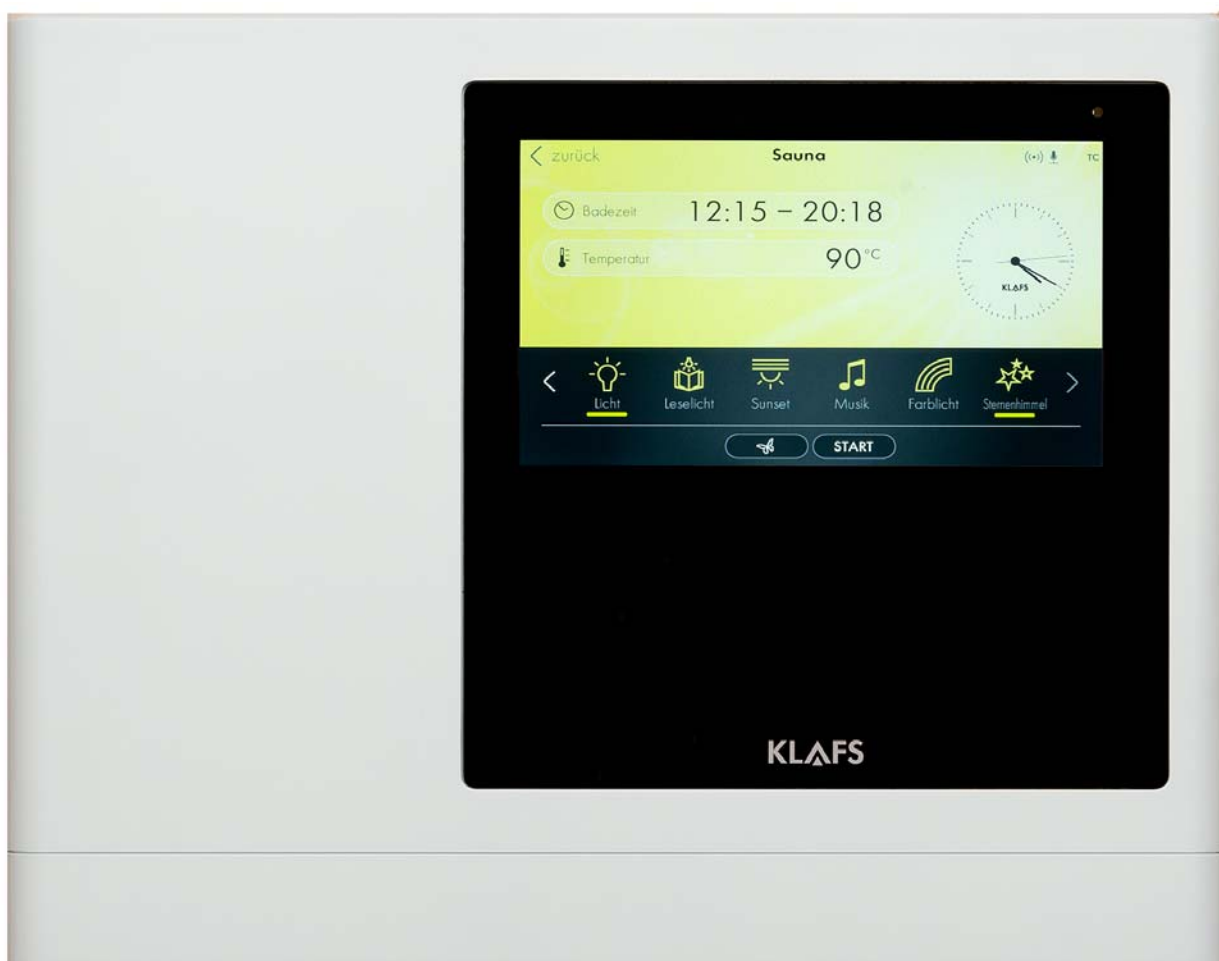 zurück
Sauna
TC
Badezeit
12:15 – 20:18
Temperatur
90°C
KLAFS
Licht
Leselicht
Sunset
Musik
Farblicht
Sternenhimmel
START
KLAFS